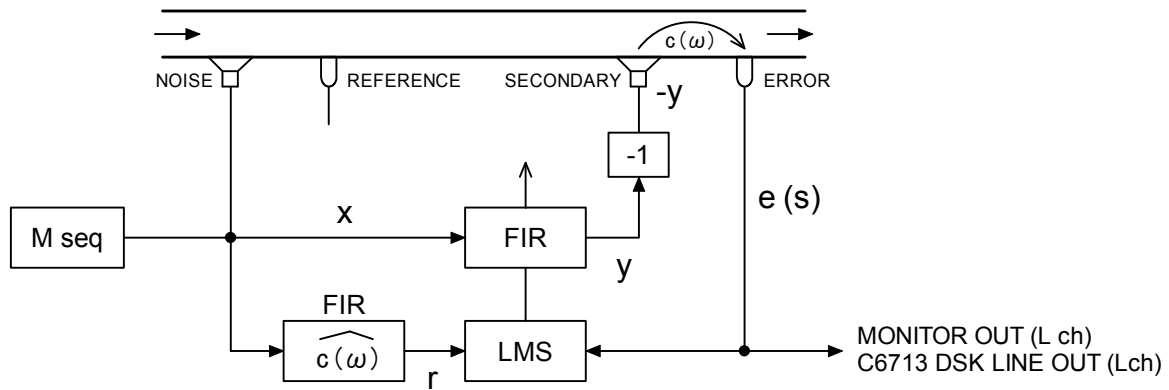 c(ω)
NOISE
REFERENCE
SECONDARY
ERROR
-y
-1
e (s)
x
M seq
FIR
y
FIR
c(ω)
r
LMS
MONITOR OUT (L ch)
C6713 DSK LINE OUT (Lch)